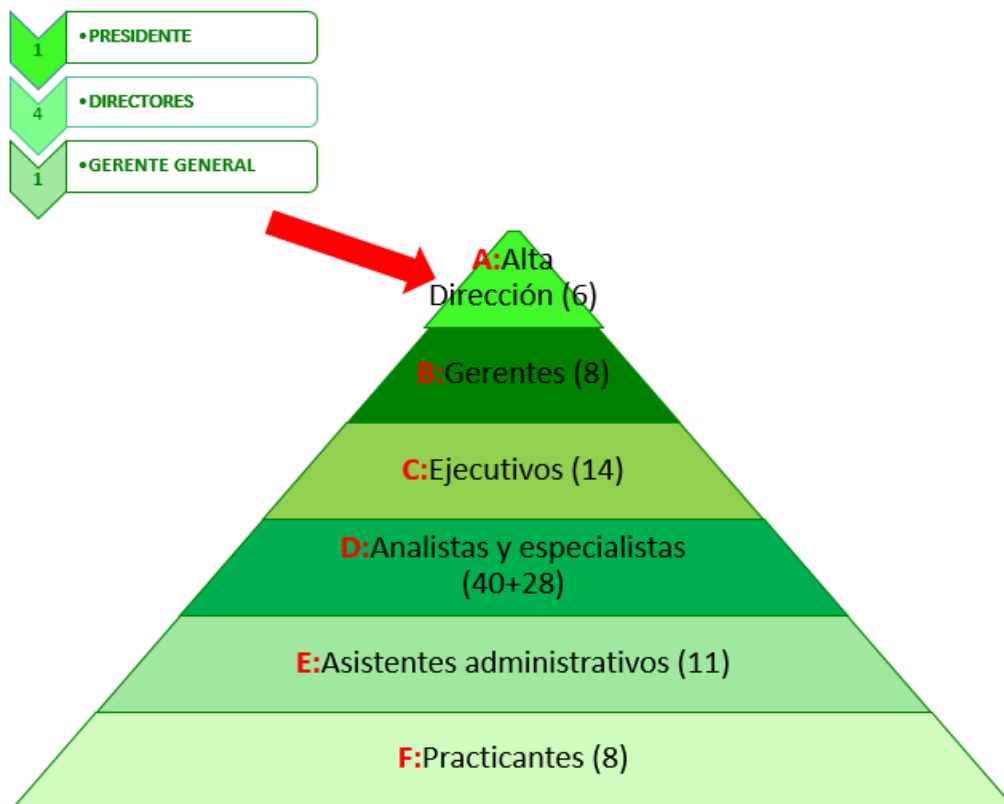 1 •PRESIDENTE
4 •DIRECTORES
1 •GERENTE GENERAL
A:Alta
Dirección (6)
B:Gerentes (8)
C:Ejecutivos (14)
D:Analistas y especialistas
(40+28)
E:Asistentes administrativos (11)
F:Practicantes (8)